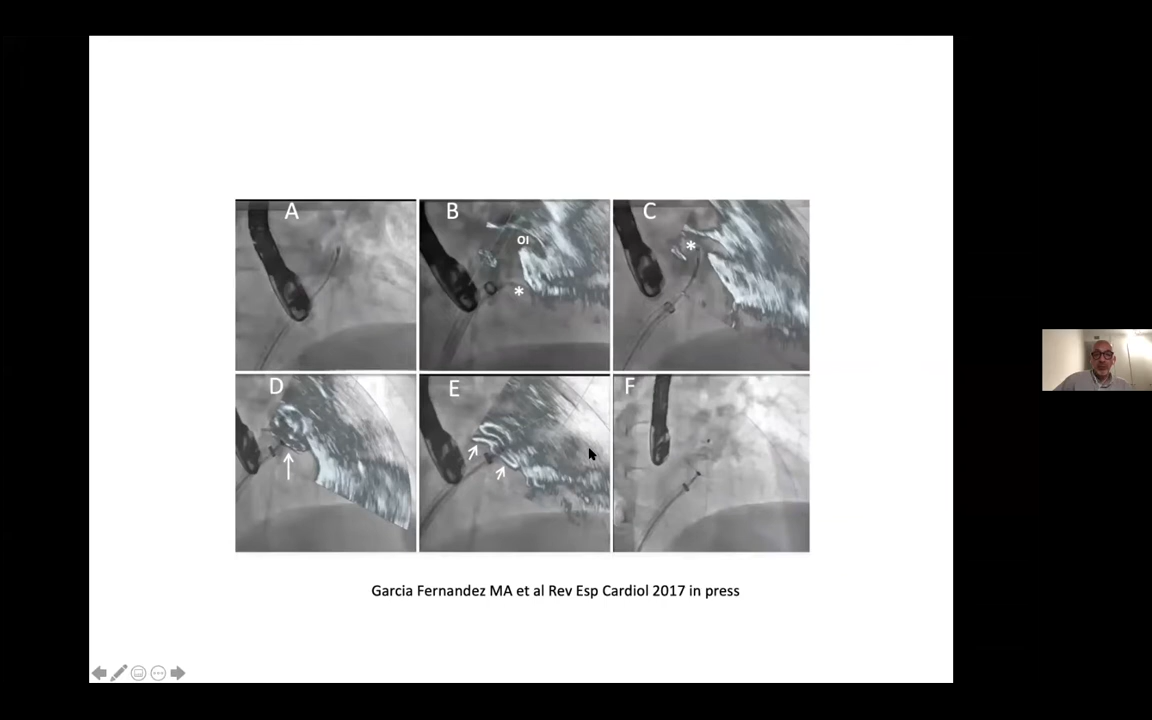 A
B
C
OI
*
*
D
E
F
Garcia Fernandez MA et al Rev Esp Cardiol 2017 in press